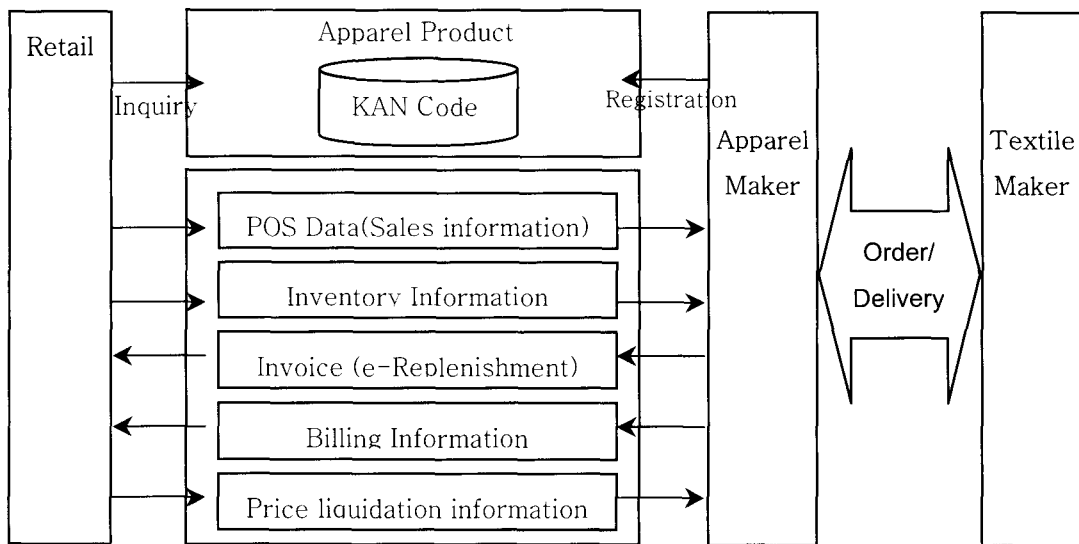 Retail
Apparel Product
KAN Code
Inquiry
Registration
Apparel
Maker
Textile
Maker
POS Data(Sales information)
Inventory Information
Invoice (e-Replenishment)
Billing Information
Price liquidation information
Order/
Delivery